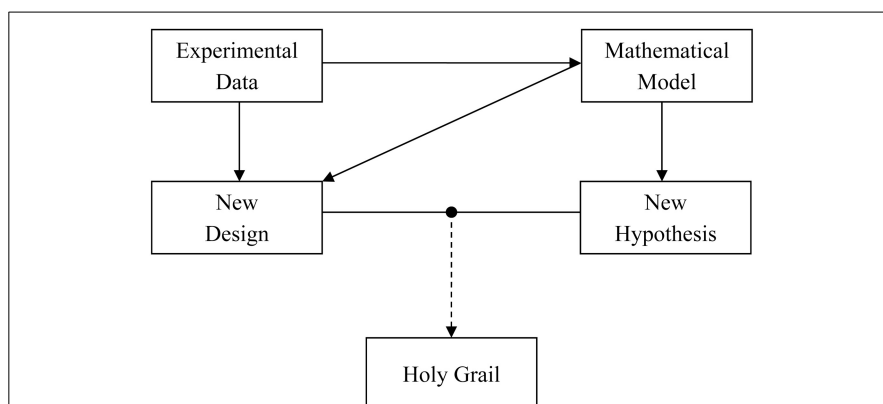 Experimental
Data
Mathematical
Model
New
Design
New
Hypothesis
Holy Grail